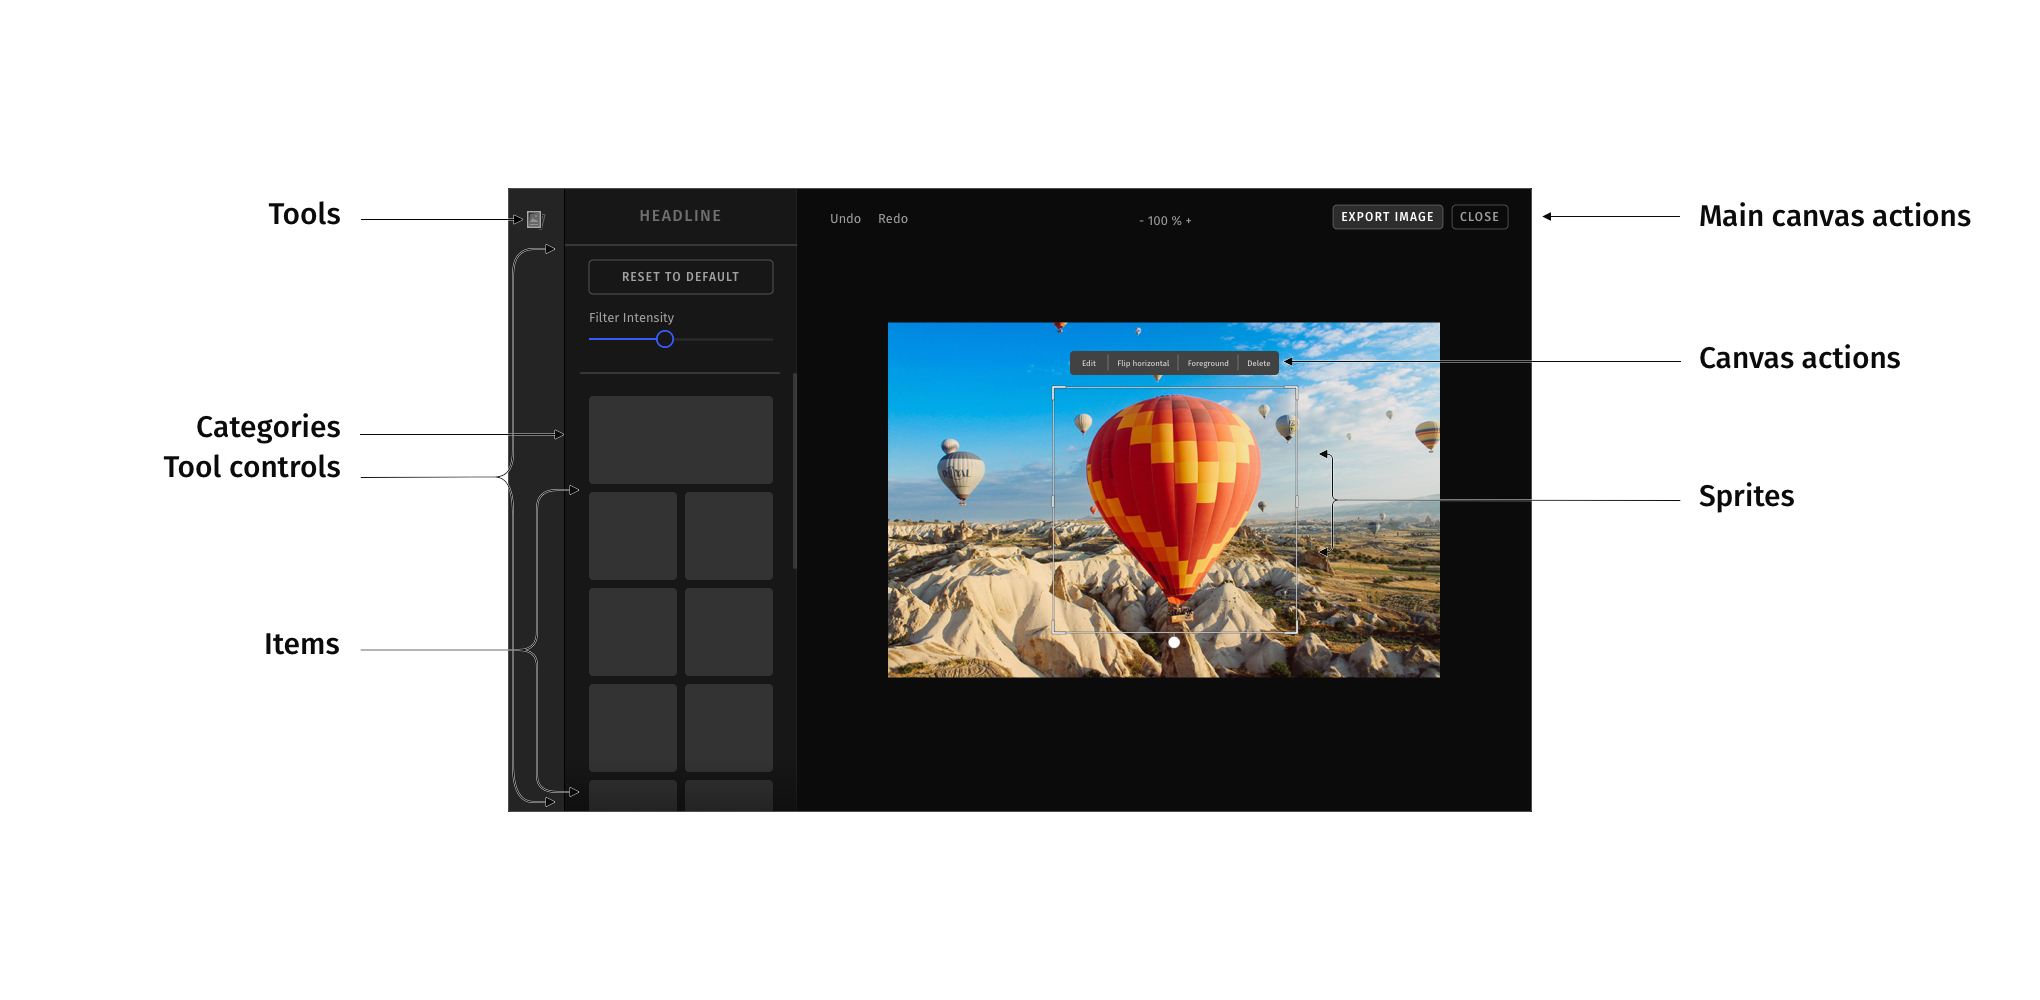 Tools
HEADLINE
Undo Redo
- 100 % +
EXPORT IMAGE CLOSE
Main canvas actions
RESET TO DEFAULT
Filter Intensity
Edit Flip horizontal Foreground Delete
Canvas actions
Categories
Tool controls
Sprites
Items